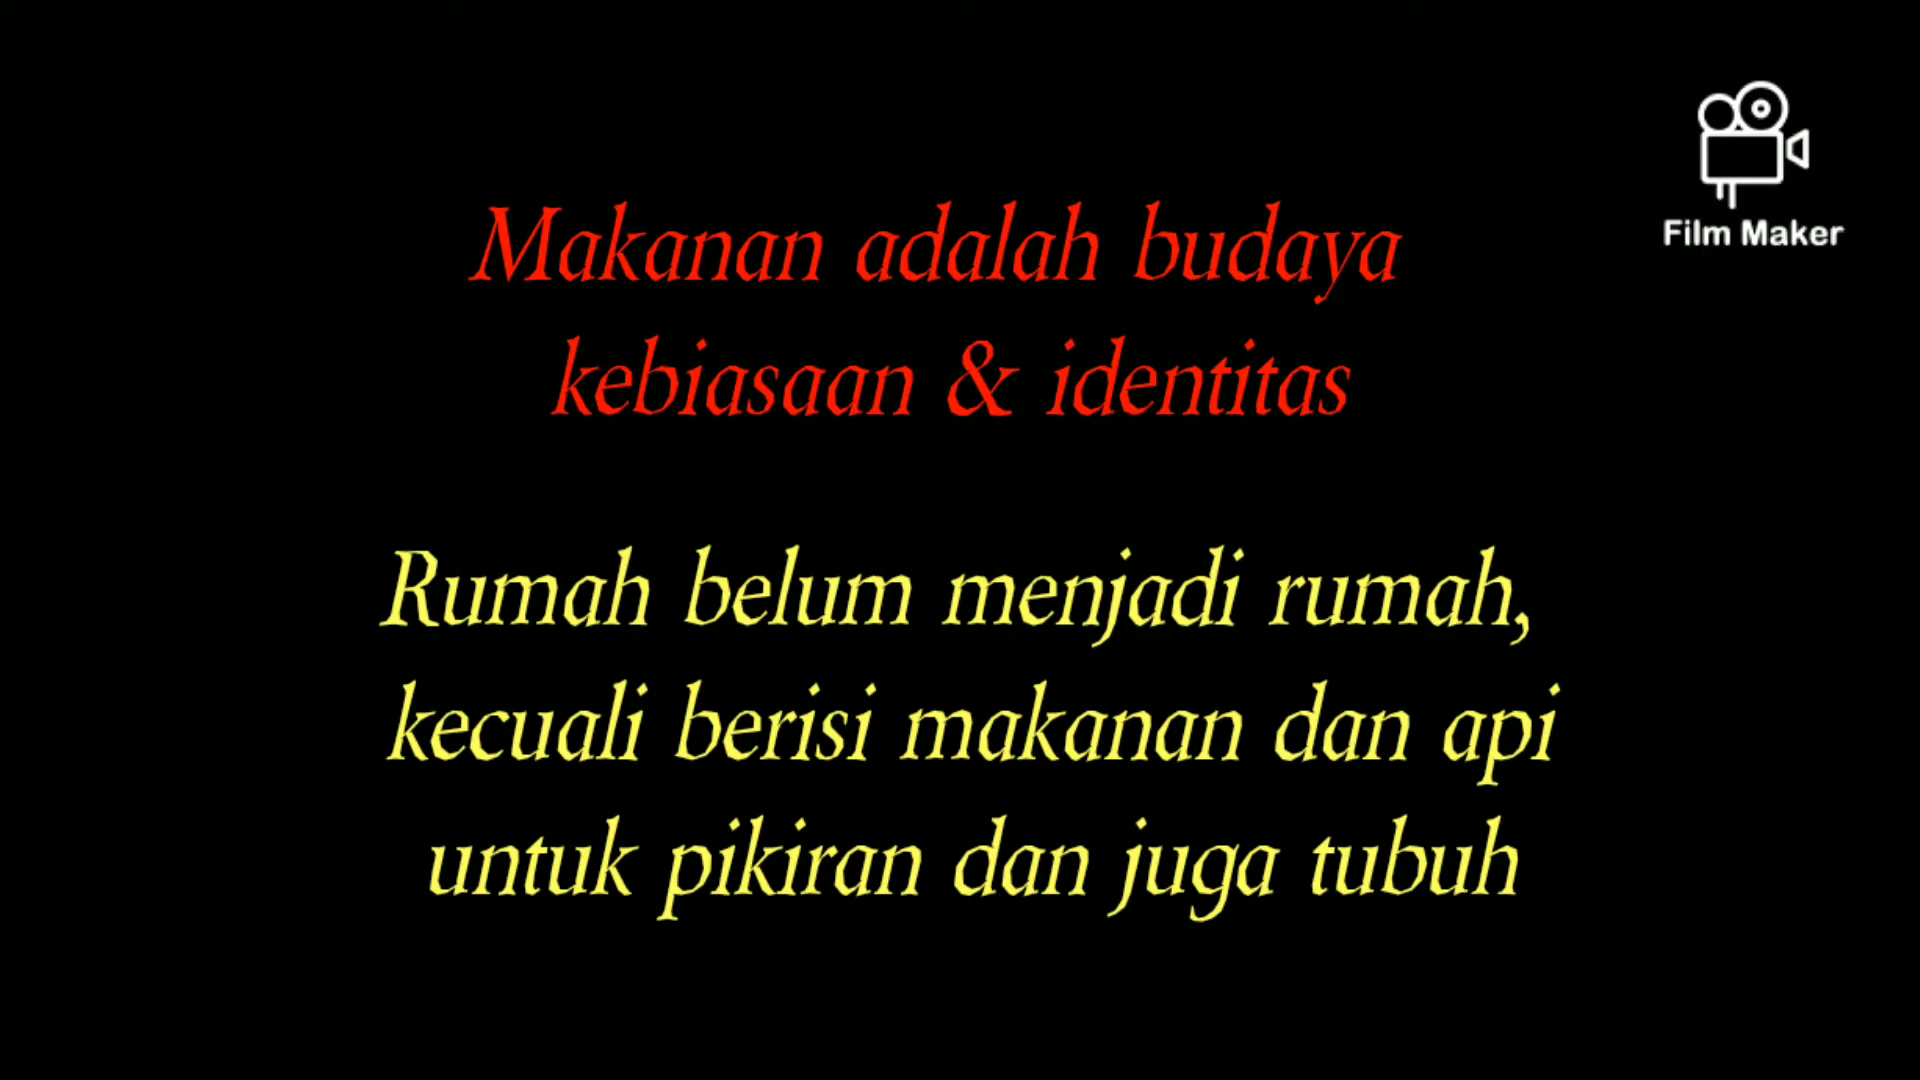 Film Maker
Makanan adalah budaya
kebiasaan & identitas
Rumah belum menjadi rumah,
kecuali berisi makanan dan api
untuk pikiran dan juga tubuh